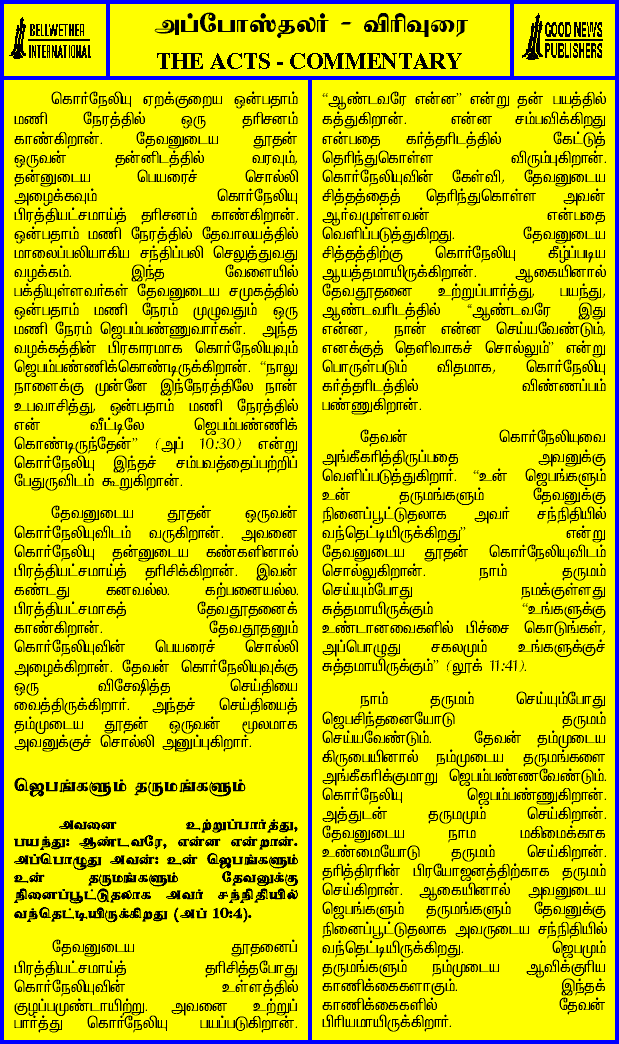 BELLWETHER
INTERNATIONAL
அப்போஸ்தலர் - விரிவுரை
THE ACTS - COMMENTARY
GOOD NEWS
PUBLISHERS
கொர்நேலியு ஏறக்குறைய ஒன்பதாம்
மணி நேரத்தில் ஒரு தரிசனம்
காண்கிறான். தேவனுடைய தூதன்
ஒருவன் தன்னிடத்தில் வரவும்,
தன்னுடைய பெயரைச் சொல்லி
அழைக்கவும் கொர்நேலியு
பிரத்தியட்சமாய்த் தரிசனம் காண்கிறான்.
ஒன்பதாம் மணி நேரத்தில் தேவாலயத்தில்
மாலைப்பலியாகிய சந்திப்பலி செலுத்துவது
வழக்கம். இந்த வேளையில்
பக்தியுள்ளவர்கள் தேவனுடைய சமுகத்தில்
ஒன்பதாம் மணி நேரம் முழுவதும் ஒரு
மணி நேரம் ஜெபம்பண்ணுவார்கள். அந்த
வழக்கத்தின் பிரகாரமாக கொர்நேலியுவும்
ஜெபம்பண்ணிக்கொண்டிருக்கிறான். “நாலு
நாளைக்கு முன்னே இந்நேரத்திலே நான்
உபவாசித்து, ஒன்பதாம் மணி நேரத்தில்
என் வீட்டிலே ஜெபம்பண்ணிக்
கொண்டிருந்தேன்” (அப் 10:30) என்று
கொர்நேலியு இந்தச் சம்பவத்தைப்பற்றிப்
பேதுருவிடம் கூறுகிறான்.
தேவனுடைய தூதன் ஒருவன்
கொர்நேலியுவிடம் வருகிறான். அவனை
கொர்நேலியு தன்னுடைய கண்களினால்
பிரத்தியட்சமாய்த் தரிசிக்கிறான். இவன்
கண்டது கனவல்ல. கற்பனையல்ல.
பிரத்தியட்சமாகத் தேவதூதனைக்
காண்கிறான். தேவதூதனும்
கொர்நேலியுவின் பெயரைச் சொல்லி
அழைக்கிறான். தேவன் கொர்நேலியுவுக்கு
ஒரு விசேஷித்த செய்தியை
வைத்திருக்கிறார். அந்தச் செய்தியைத்
தம்முடைய தூதன் ஒருவன் மூலமாக
அவனுக்குச் சொல்லி அனுப்புகிறார்.
ஜெபங்களும் தருமங்களும்
அவனை உற்றுப்பார்த்து,
பயந்து: ஆண்டவரே, என்ன என்றான்.
அப்பொழுது அவன்: உன் ஜெபங்களும்
உன் தருமங்களும் தேவனுக்கு
நினைப்பூட்டுதலாக அவர் சந்நிதியில்
வந்தெட்டியிருக்கிறது (அப் 10:4).
தேவனுடைய தூதனைப்
பிரத்தியட்சமாய்த் தரிசித்தபோது
கொர்நேலியுவின் உள்ளத்தில்
குழப்பமுண்டாயிற்று. அவனை உற்றுப்
பார்த்து கொர்நேலியு பயப்படுகிறான்.
“ஆண்டவரே என்ன” என்று தன் பயத்தில்
கத்துகிறான். என்ன சம்பவிக்கிறது
என்பதை கர்த்தரிடத்தில் கேட்டுத்
தெரிந்துகொள்ள விரும்புகிறான்.
கொர்நேலியுவின் கேள்வி, தேவனுடைய
சித்தத்தைத் தெரிந்துகொள்ள அவன்
ஆர்வமுள்ளவன் என்பதை
வெளிப்படுத்துகிறது. தேவனுடைய
சித்தத்திற்கு கொர்நேலியு கீழ்ப்படிய
ஆயத்தமாயிருக்கிறான். ஆகையினால்
தேவதூதனை உற்றுப்பார்த்து, பயந்து,
ஆண்டவரிடத்தில் “ஆண்டவரே இது
என்ன, நான் என்ன செய்யவேண்டும்,
எனக்குத் தெளிவாகச் சொல்லும்” என்று
பொருள்படும் விதமாக, கொர்நேலியு
கர்த்தரிடத்தில் விண்ணப்பம்
பண்ணுகிறான்.
தேவன் கொர்நேலியுவை
அங்கீகரித்திருப்பதை அவனுக்கு
வெளிப்படுத்துகிறார். “உன் ஜெபங்களும்
உன் தருமங்களும் தேவனுக்கு
நினைப்பூட்டுதலாக அவர் சந்நிதியில்
வந்தெட்டியிருக்கிறது” என்று
தேவனுடைய தூதன் கொர்நேலியுவிடம்
சொல்லுகிறான். நாம் தருமம்
செய்யும்போது நமக்குள்ளது
சுத்தமாயிருக்கும் “உங்களுக்கு
உண்டானவைகளில் பிச்சை கொடுங்கள்,
அப்பொழுது சகலமும் உங்களுக்குச்
சுத்தமாயிருக்கும்” (லூக் 11:41).
நாம் தருமம் செய்யும்போது
ஜெபசிந்தனையோடு தருமம்
செய்யவேண்டும். தேவன் தம்முடைய
கிருபையினால் நம்முடைய தருமங்களை
அங்கீகரிக்குமாறு ஜெபம்பண்ணவேண்டும்.
கொர்நேலியு ஜெபம்பண்ணுகிறான்.
அத்துடன் தருமமும் செய்கிறான்.
தேவனுடைய நாம மகிமைக்காக
உண்மையோடு தருமம் செய்கிறான்.
தரித்திரரின் பிரயோஜனத்திற்காக தருமம்
செய்கிறான். ஆகையினால் அவனுடைய
ஜெபங்களும் தருமங்களும் தேவனுக்கு
நினைப்பூட்டுதலாக அவருடைய சந்நிதியில்
வந்தெட்டியிருக்கிறது. ஜெபமும்
தருமங்களும் நம்முடைய ஆவிக்குரிய
காணிக்கைகளாகும். இந்தக்
காணிக்கைகளில் தேவன்
பிரியமாயிருக்கிறார்.